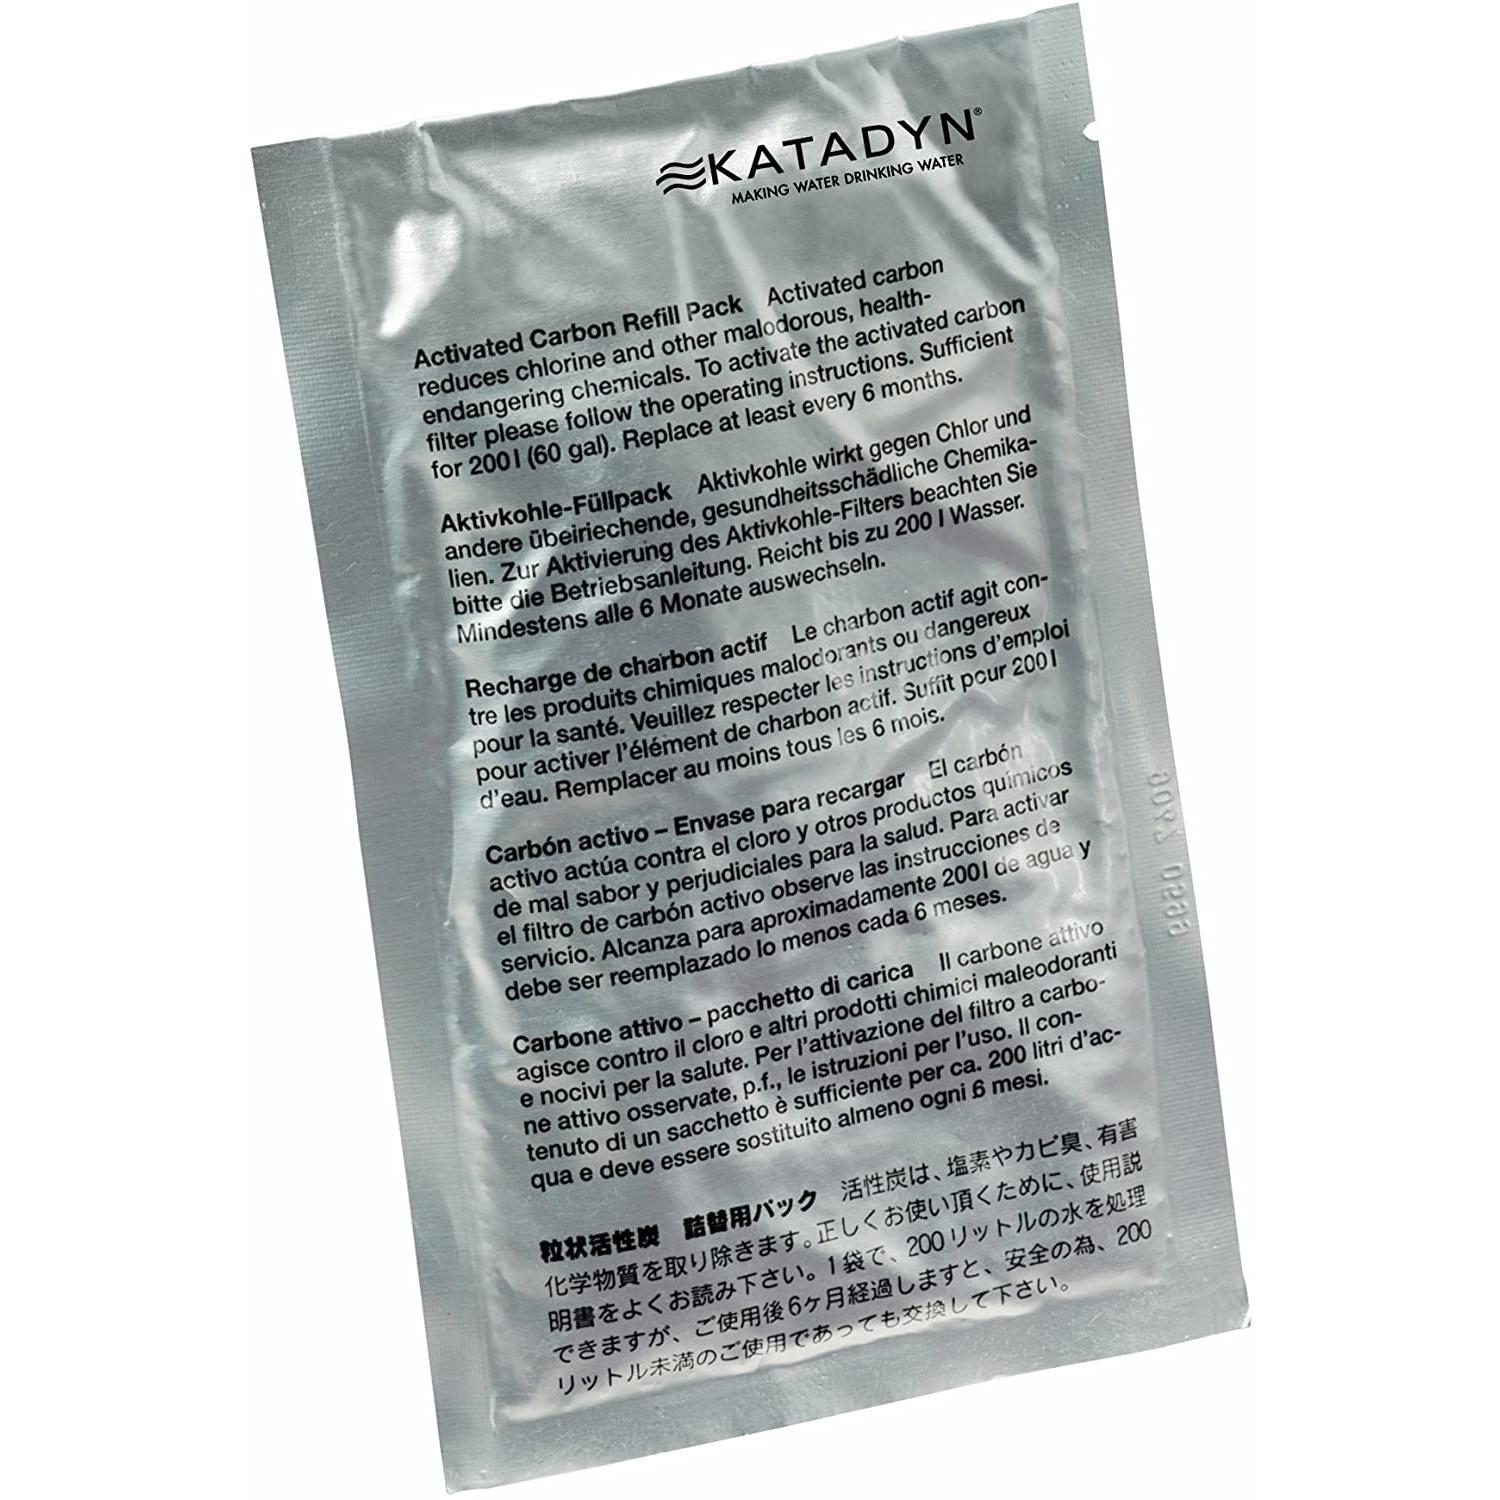 KATADYN®
MAKING WATER DRINKING WATER
Activated Carbon Refill Pack Activated carbon
reduces chlorine and other malodorous, health-
endangering chemicals. To activate the activated carbon
filter please follow the operating instructions. Sufficient
for 200 l (60 gal). Replace at least every 6 months.
Aktivkohle-Füllpack Aktivkohle wirkt gegen Chlor und
andere übeiriechende, gesundheitsschädliche Chemika-
lien. Zur Aktivierung des Aktivkohle-Filters beachten Sie
bitte die Betriebsanleitung. Reicht bis zu 200 l Wasser.
Mindestens alle 6 Monate auswechseln.
Recharge de charbon actif Le charbon actif agit con-
tre les produits chimiques malodorants ou dangereux
pour la santé. Veuillez respecter les instructions d'emploi
pour activer l'élément de charbon actif. Suffit pour 200 l
d'eau. Remplacer au moins tous les 6 mois.
Carbón activo – Envase para recargar El carbón
activo actúa contra el cloro y otros productos químicos
de mal sabor y perjudiciales para la salud. Para activar
el filtro de carbón activo observe las instrucciones de
servicio. Alcanza para aproximadamente 200 l de agua y
debe ser reemplazado lo menos cada 6 meses.
Carbone attivo – pacchetto di carica Il carbone attivo
agisce contro il cloro e altri prodotti chimici maleodoranti
e nocivi per la salute. Per l'attivazione del filtro a carbo-
ne attivo osservate, p.f., le istruzioni per l'uso. Il con-
tenuto di un sacchetto è sufficiente per ca. 200 litri d'ac-
qua e deve essere sostituito almeno ogni 6 mesi.
粒状活性炭 詰替用パック 活性炭は、塩素やカビ臭、有害
化学物質を取り除きます。正しくお使い頂くために、使用説
明書をよくお読み下さい。1袋で、200リットルの水を処理
できますが、ご使用後6ヶ月経過しますと、安全の為、200
リットル未満のご使用であっても交換して下さい。